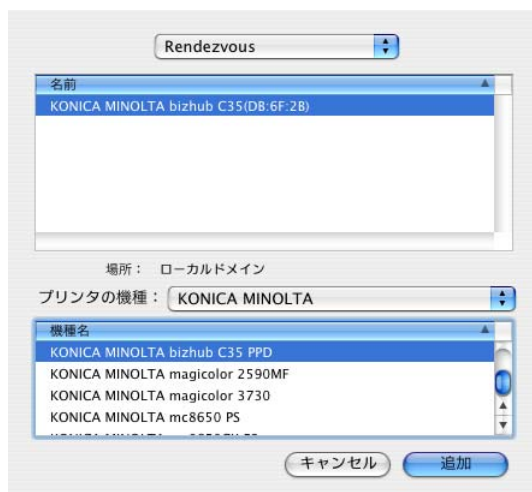 Rendezvous
名前
KONICA MINOLTA bizhub C35(DB:6F:2B)
場所： ローカルドメイン
プリンタの機種： KONICA MINOLTA
機種名
KONICA MINOLTA bizhub C35 PPD
KONICA MINOLTA magicolor 2590MF
KONICA MINOLTA magicolor 3730
KONICA MINOLTA mc8650 PS
キャンセル 追加